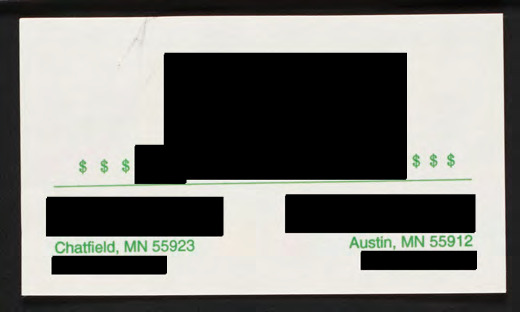 $ $ $ $ $ $
Chatfield, MN 55923
Austin, MN 55912